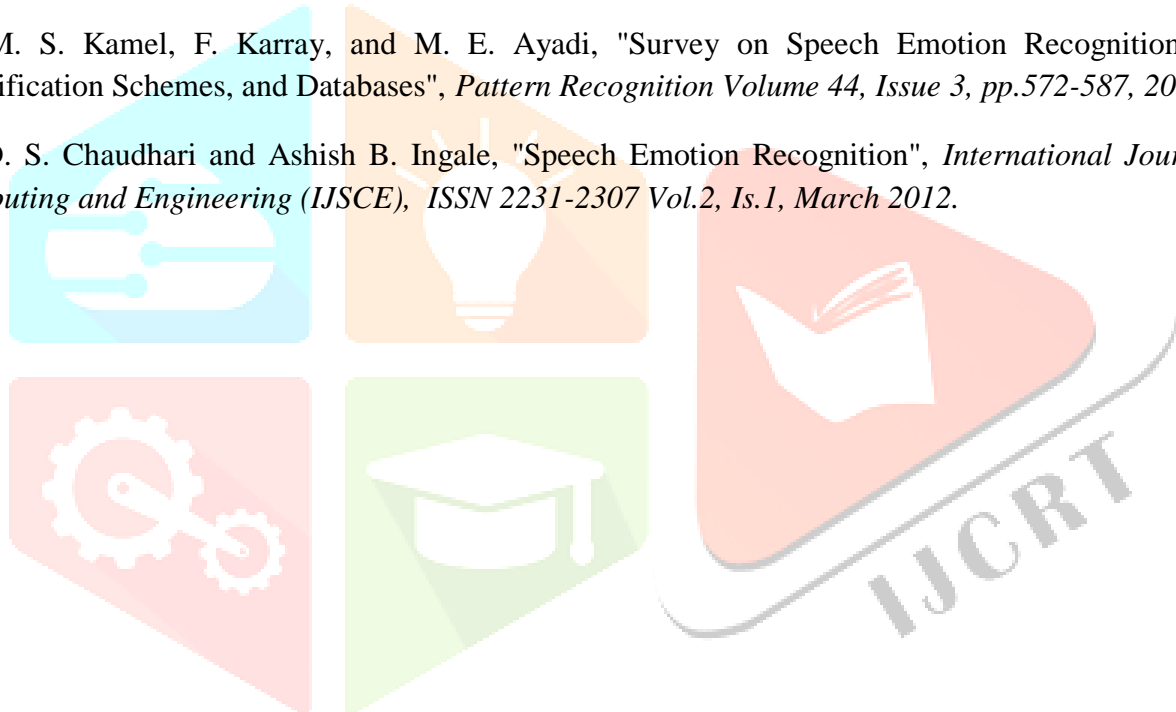 M. S. Kamel, F. Karray, and M. E. Ayadi, "Survey on Speech Emotion Recognition
ification Schemes, and Databases", Pattern Recognition Volume 44, Issue 3, pp.572-587, 20
. S. Chaudhari and Ashish B. Ingale, "Speech Emotion Recognition", International Jour
uting and Engineering (IJSCE), ISSN 2231-2307 Vol.2, Is.1, March 2012.
IJCRT